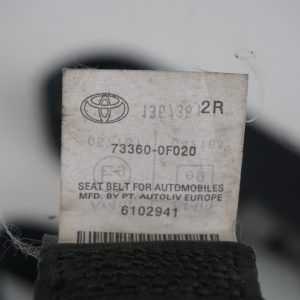 2R
73360-0F020
SEAT BELT FOR AUTOMOBILES
MFD. BY PT. AUTOLIV EUROPE
6102941